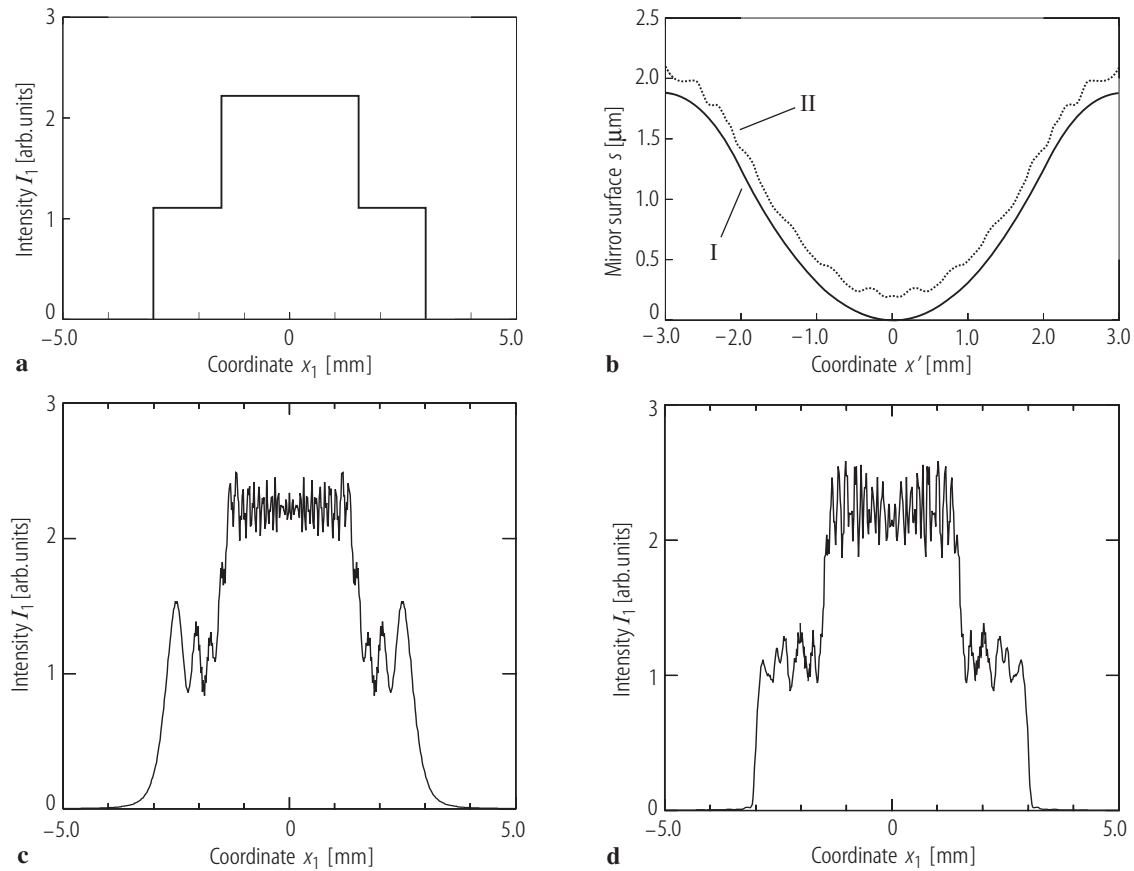 3
2
1
0
−5.0
0
5.0
Intensity I₁ [arb.units]
Coordinate x₁ [mm]
a
2.5
2.0
1.5
1.0
0.5
0
−3.0
−2.0
−1.0
0
1.0
2.0
3.0
Mirror surface s [μm]
Coordinate x′ [mm]
II
I
b
3
2
1
0
−5.0
0
5.0
Intensity I₁ [arb.units]
Coordinate x₁ [mm]
c
3
2
1
0
−5.0
0
5.0
Intensity I₁ [arb.units]
Coordinate x₁ [mm]
d